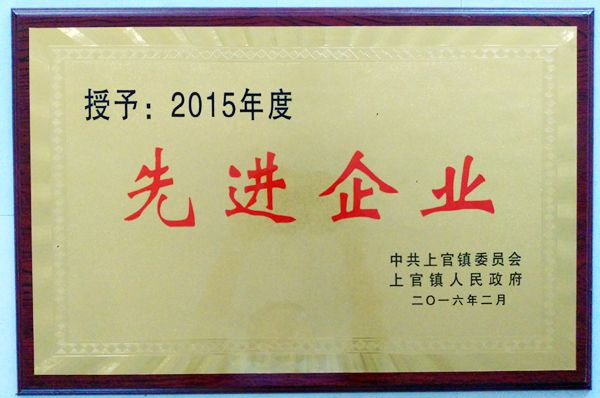 授予：2015年度
先进企业
中共上官镇委员会
上官镇人民政府
二〇一六年二月